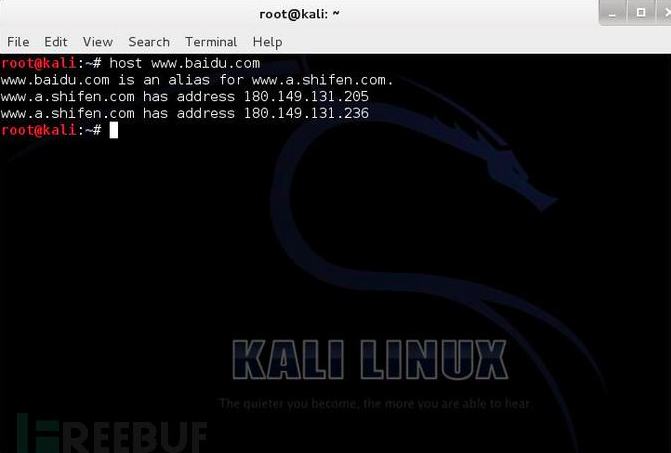 root@kali: ~
File Edit View Search Terminal Help
root@kali:~# host www.baidu.com
www.baidu.com is an alias for www.a.shifen.com.
www.a.shifen.com has address 180.149.131.205
www.a.shifen.com has address 180.149.131.236
root@kali:~#
KALI LINUX
The quieter you become, the more you are able to hear.
FREEBUF